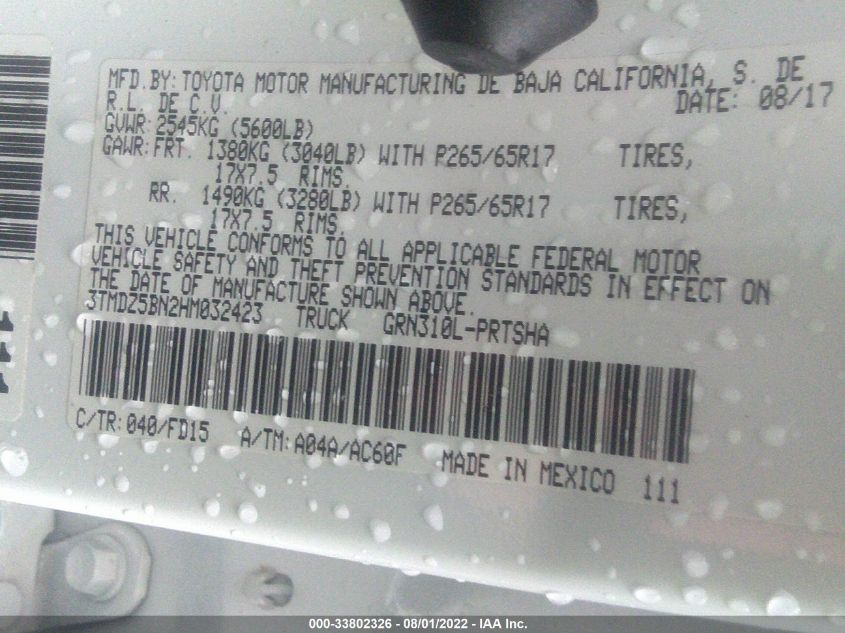 MFD.BY:TOYOTA MOTOR MANUFACTURING DE BAJA CALIFORNIA, S. DE
R.L. DE C.V. DATE: 08/17
GVWR:2545KG (5600LB)
GAWR:FRT. 1380KG (3040LB) WITH P265/65R17 TIRES,
17X7.5 RIMS.
RR. 1490KG (3280LB) WITH P265/65R17 TIRES,
17X7.5 RIMS.
THIS VEHICLE CONFORMS TO ALL APPLICABLE FEDERAL MOTOR
VEHICLE SAFETY AND THEFT PREVENTION STANDARDS IN EFFECT ON
THE DATE OF MANUFACTURE SHOWN ABOVE.
3TMDZ5BN2HM032423 TRUCK GRN310L-PRTSHA
C/TR:040/FD15 A/TM:A04A/AC60F MADE IN MEXICO 111
000-33802326 - 08/01/2022 - IAA Inc.